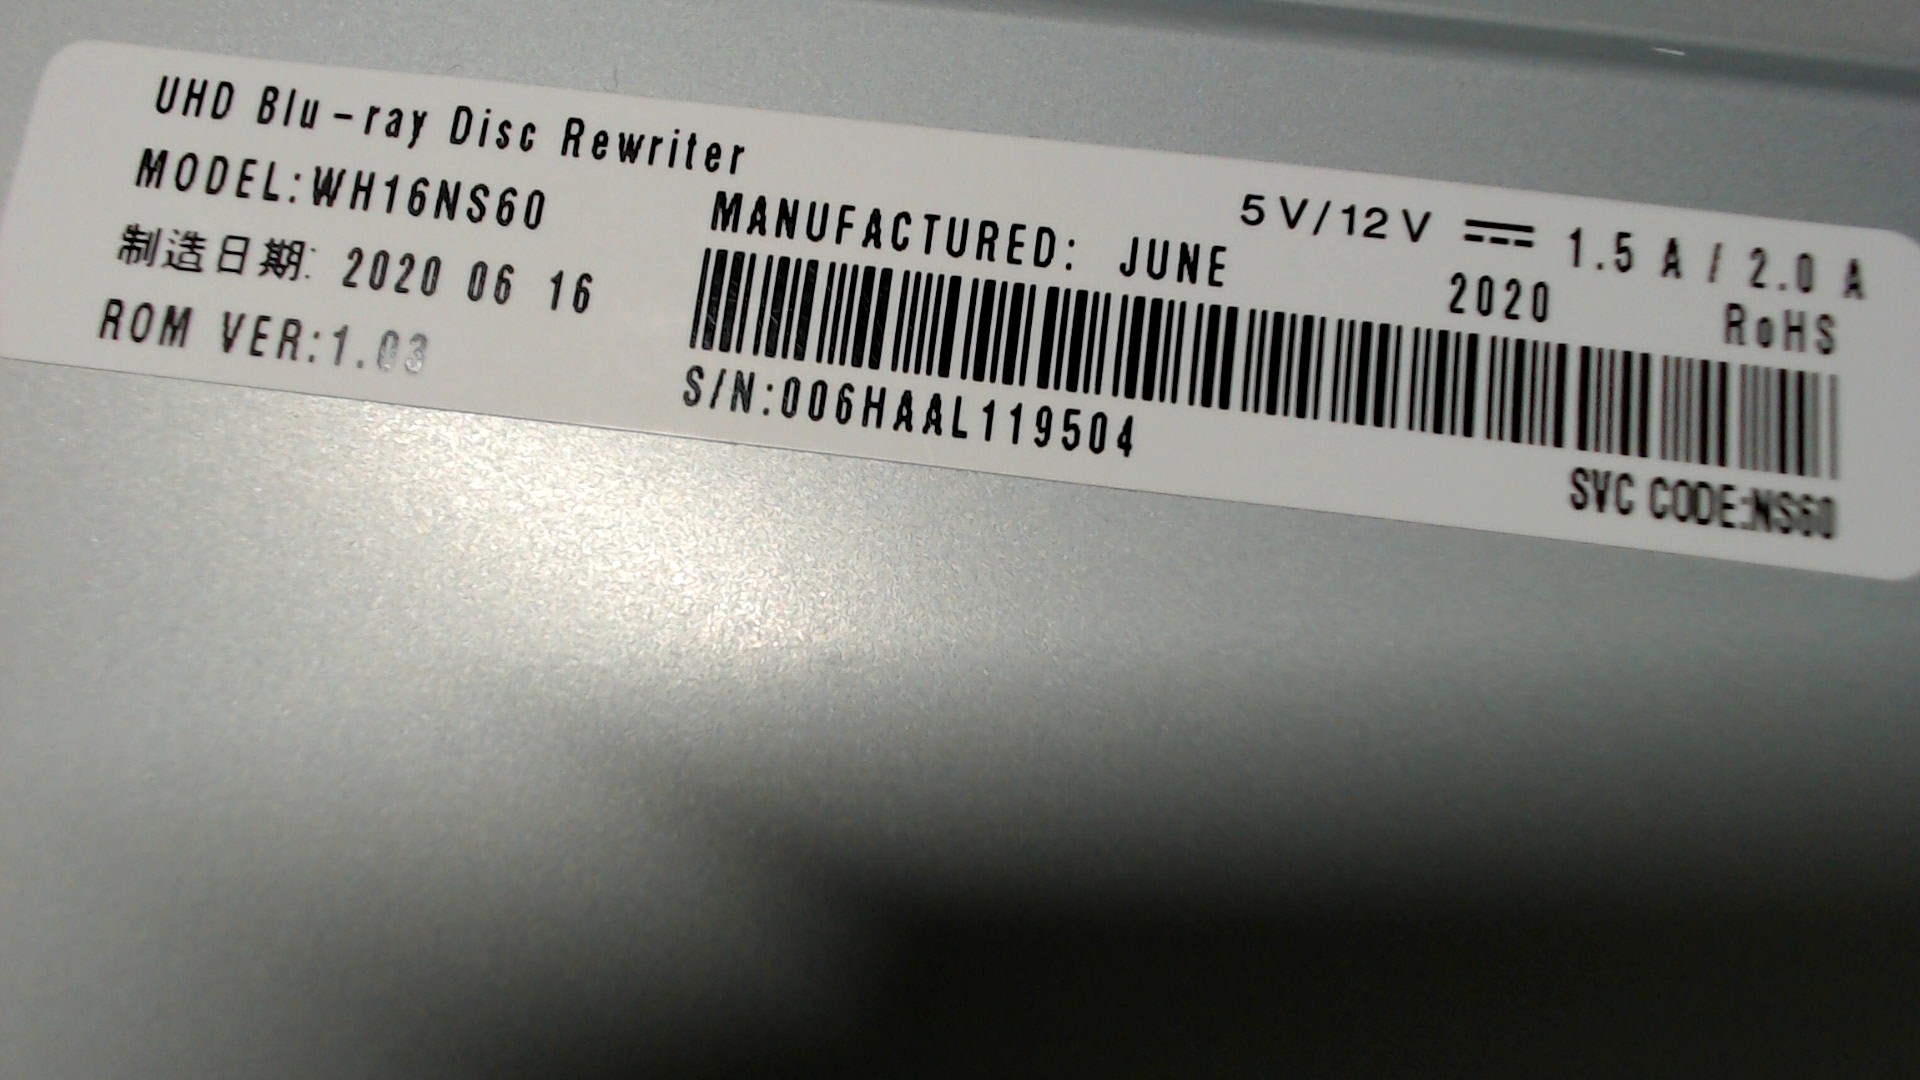 UHD Blu-ray Disc Rewriter
MODEL:WH16NS60
制造日期: 2020 06 16
ROM VER:1.03
MANUFACTURED: JUNE 2020
5V/12V ⎓ 1.5 A / 2.0 A
RoHS
S/N:006HAAL119504
SVC CODE:NS60